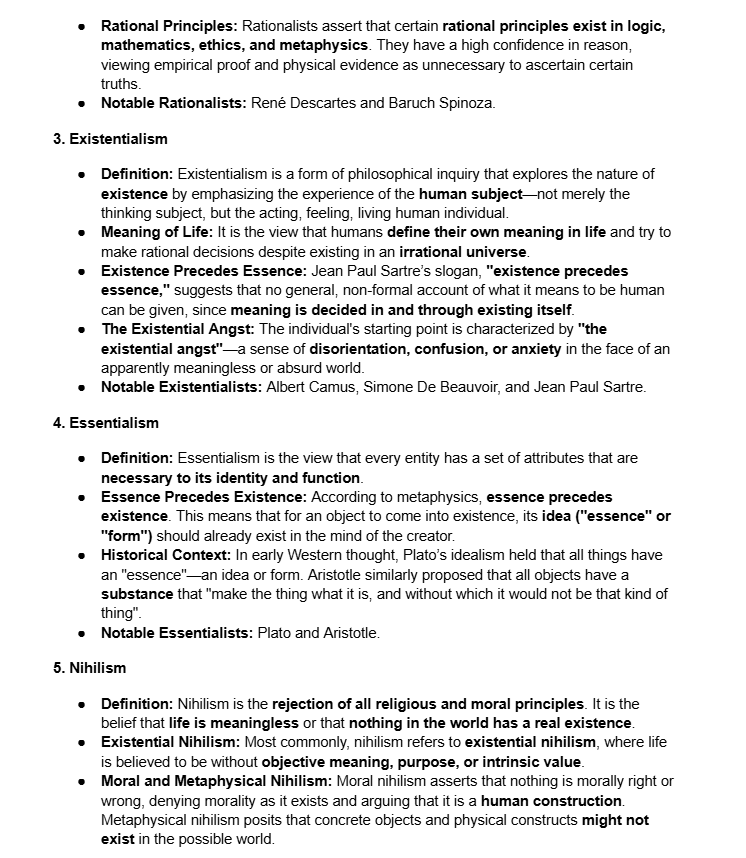 ● Rational Principles: Rationalists assert that certain rational principles exist in logic,
mathematics, ethics, and metaphysics. They have a high confidence in reason,
viewing empirical proof and physical evidence as unnecessary to ascertain certain
truths.
● Notable Rationalists: René Descartes and Baruch Spinoza.
3. Existentialism
● Definition: Existentialism is a form of philosophical inquiry that explores the nature of
existence by emphasizing the experience of the human subject—not merely the
thinking subject, but the acting, feeling, living human individual.
● Meaning of Life: It is the view that humans define their own meaning in life and try to
make rational decisions despite existing in an irrational universe.
● Existence Precedes Essence: Jean Paul Sartre’s slogan, "existence precedes
essence," suggests that no general, non-formal account of what it means to be human
can be given, since meaning is decided in and through existing itself.
● The Existential Angst: The individual's starting point is characterized by "the
existential angst"—a sense of disorientation, confusion, or anxiety in the face of an
apparently meaningless or absurd world.
● Notable Existentialists: Albert Camus, Simone De Beauvoir, and Jean Paul Sartre.
4. Essentialism
● Definition: Essentialism is the view that every entity has a set of attributes that are
necessary to its identity and function.
● Essence Precedes Existence: According to metaphysics, essence precedes
existence. This means that for an object to come into existence, its idea ("essence" or
"form") should already exist in the mind of the creator.
● Historical Context: In early Western thought, Plato’s idealism held that all things have
an "essence"—an idea or form. Aristotle similarly proposed that all objects have a
substance that "make the thing what it is, and without which it would not be that kind of
thing".
● Notable Essentialists: Plato and Aristotle.
5. Nihilism
● Definition: Nihilism is the rejection of all religious and moral principles. It is the
belief that life is meaningless or that nothing in the world has a real existence.
● Existential Nihilism: Most commonly, nihilism refers to existential nihilism, where life
is believed to be without objective meaning, purpose, or intrinsic value.
● Moral and Metaphysical Nihilism: Moral nihilism asserts that nothing is morally right or
wrong, denying morality as it exists and arguing that it is a human construction.
Metaphysical nihilism posits that concrete objects and physical constructs might not
exist in the possible world.